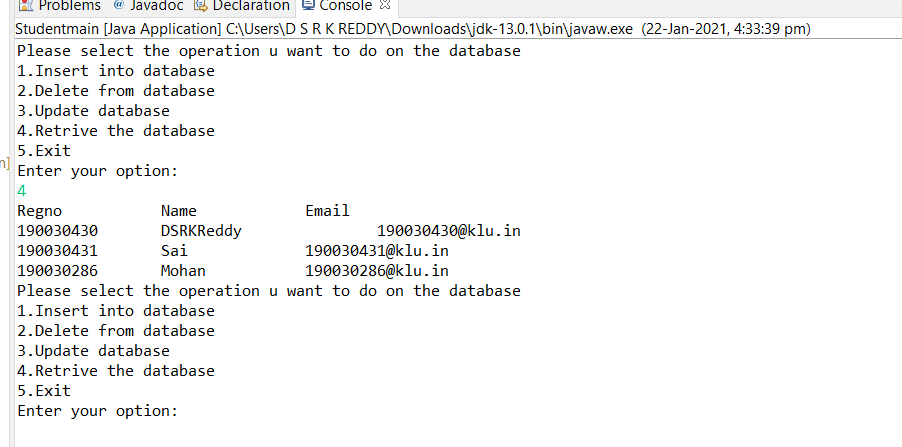 Problems @ Javadoc Declaration Console
Studentmain [Java Application] C:\Users\D S R K REDDY\Downloads\jdk-13.0.1\bin\javaw.exe (22-Jan-2021, 4:33:39 pm)
Please select the operation u want to do on the database
1.Insert into database
2.Delete from database
3.Update database
4.Retrive the database
5.Exit
n]
Enter your option:
4
Regno Name Email
190030430 DSRKReddy 190030430@klu.in
190030431 Sai 190030431@klu.in
190030286 Mohan 190030286@klu.in
Please select the operation u want to do on the database
1.Insert into database
2.Delete from database
3.Update database
4.Retrive the database
5.Exit
Enter your option: